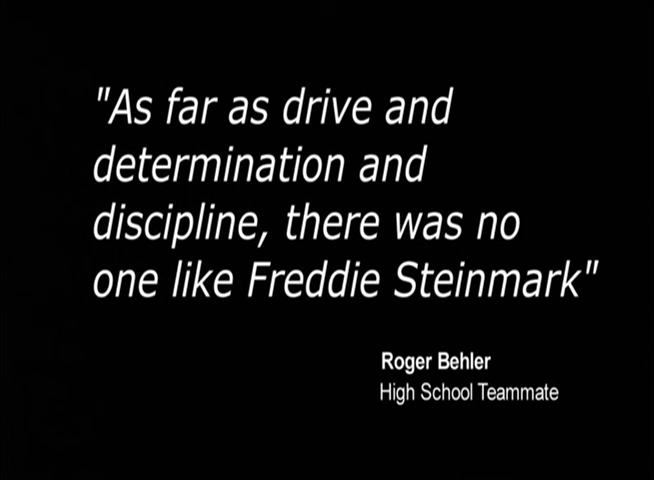 "As far as drive and
determination and
discipline, there was no
one like Freddie Steinmark"
Roger Behler
High School Teammate